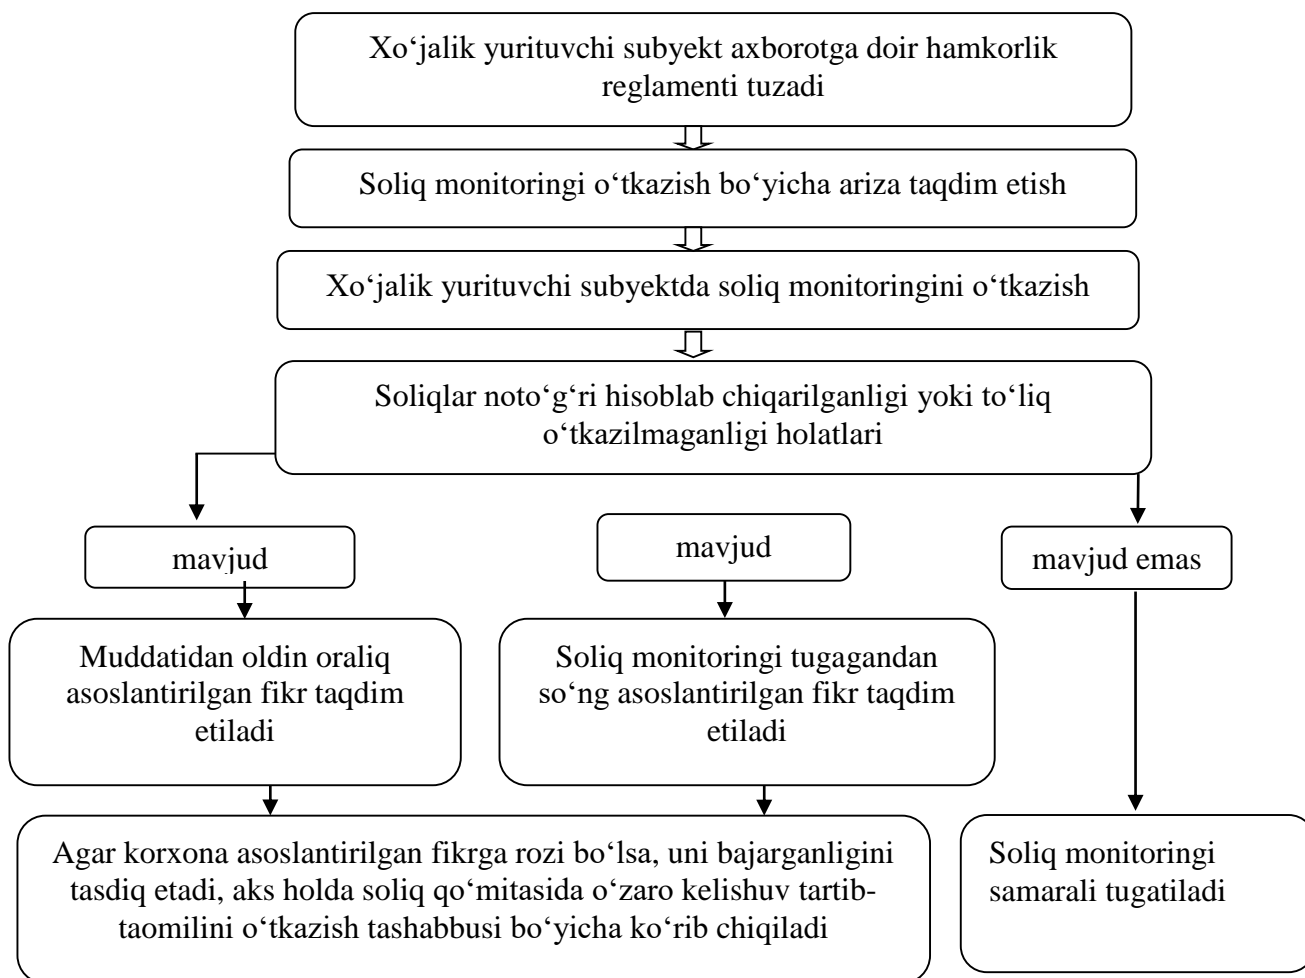 Xo‘jalik yurituvchi subyekt axborotga doir hamkorlik
reglamenti tuzadi
Soliq monitoringi o‘tkazish bo‘yicha ariza taqdim etish
Xo‘jalik yurituvchi subyektda soliq monitoringini o‘tkazish
Soliqlar noto‘g‘ri hisoblab chiqarilganligi yoki to‘liq
o‘tkazilmaganligi holatlari
mavjud
mavjud
mavjud emas
Muddatidan oldin oraliq
asoslantirilgan fikr taqdim
etiladi
Soliq monitoringi tugagandan
so‘ng asoslantirilgan fikr taqdim
etiladi
Agar korxona asoslantirilgan fikrga rozi bo‘lsa, uni bajarganligini
tasdiq etadi, aks holda soliq qo‘mitasida o‘zaro kelishuv tartib-
taomilini o‘tkazish tashabbusi bo‘yicha ko‘rib chiqiladi
Soliq monitoringi
samarali tugatiladi